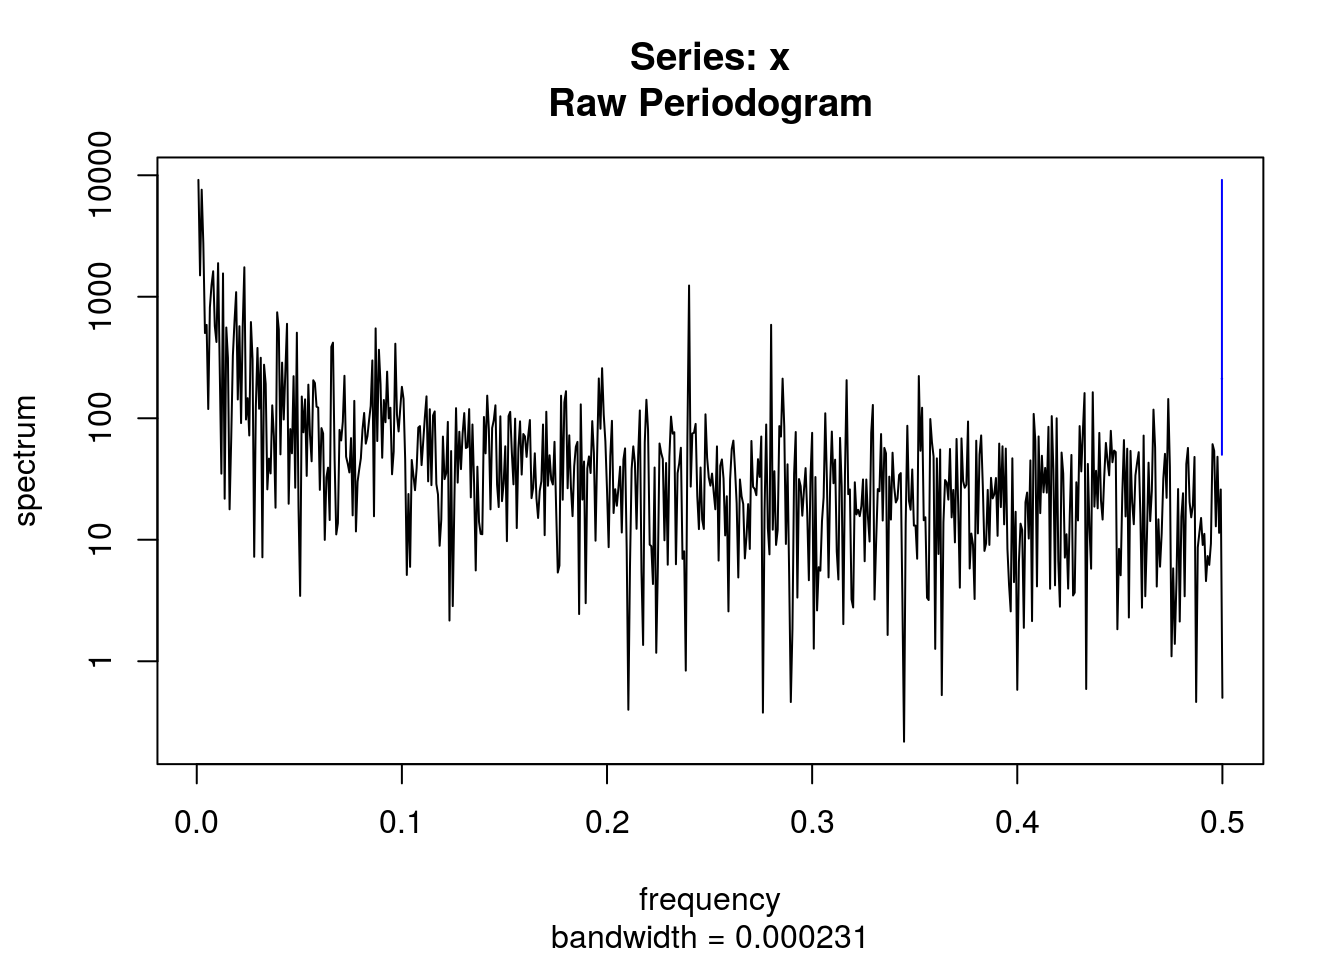 Series: x
Raw Periodogram
10000
1000
100
10
1
spectrum
0.0 0.1 0.2 0.3 0.4 0.5
frequency
bandwidth = 0.000231